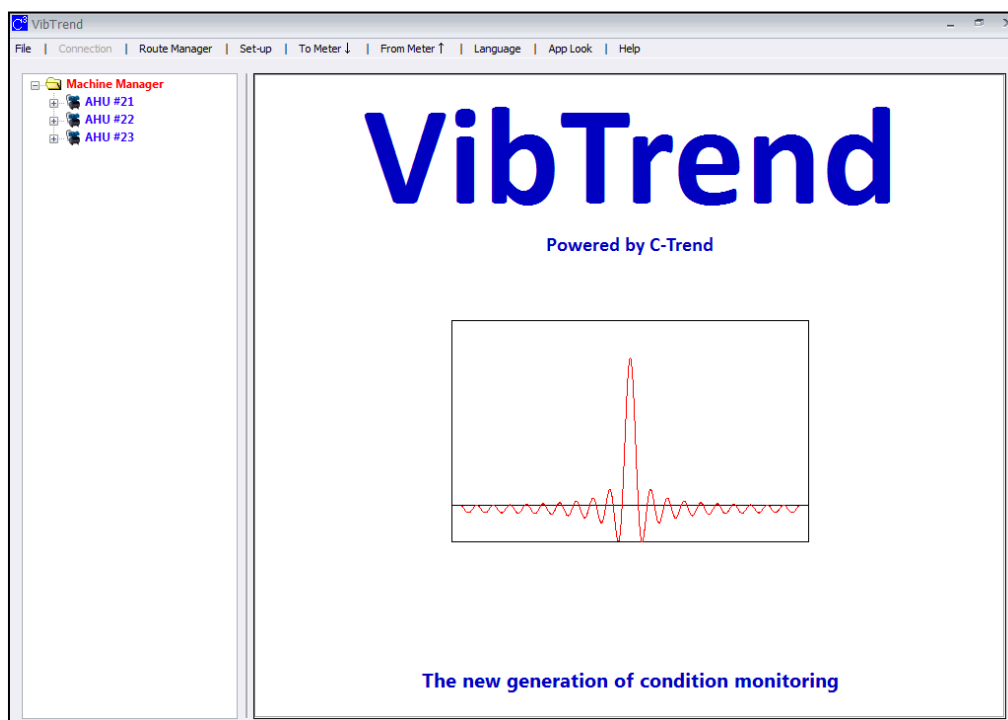 C³ VibTrend
File | Connection | Route Manager | Set-up | To Meter ↓ | From Meter ↑ | Language | App Look | Help
Machine Manager
AHU #21
AHU #22
AHU #23
VibTrend
Powered by C-Trend
The new generation of condition monitoring